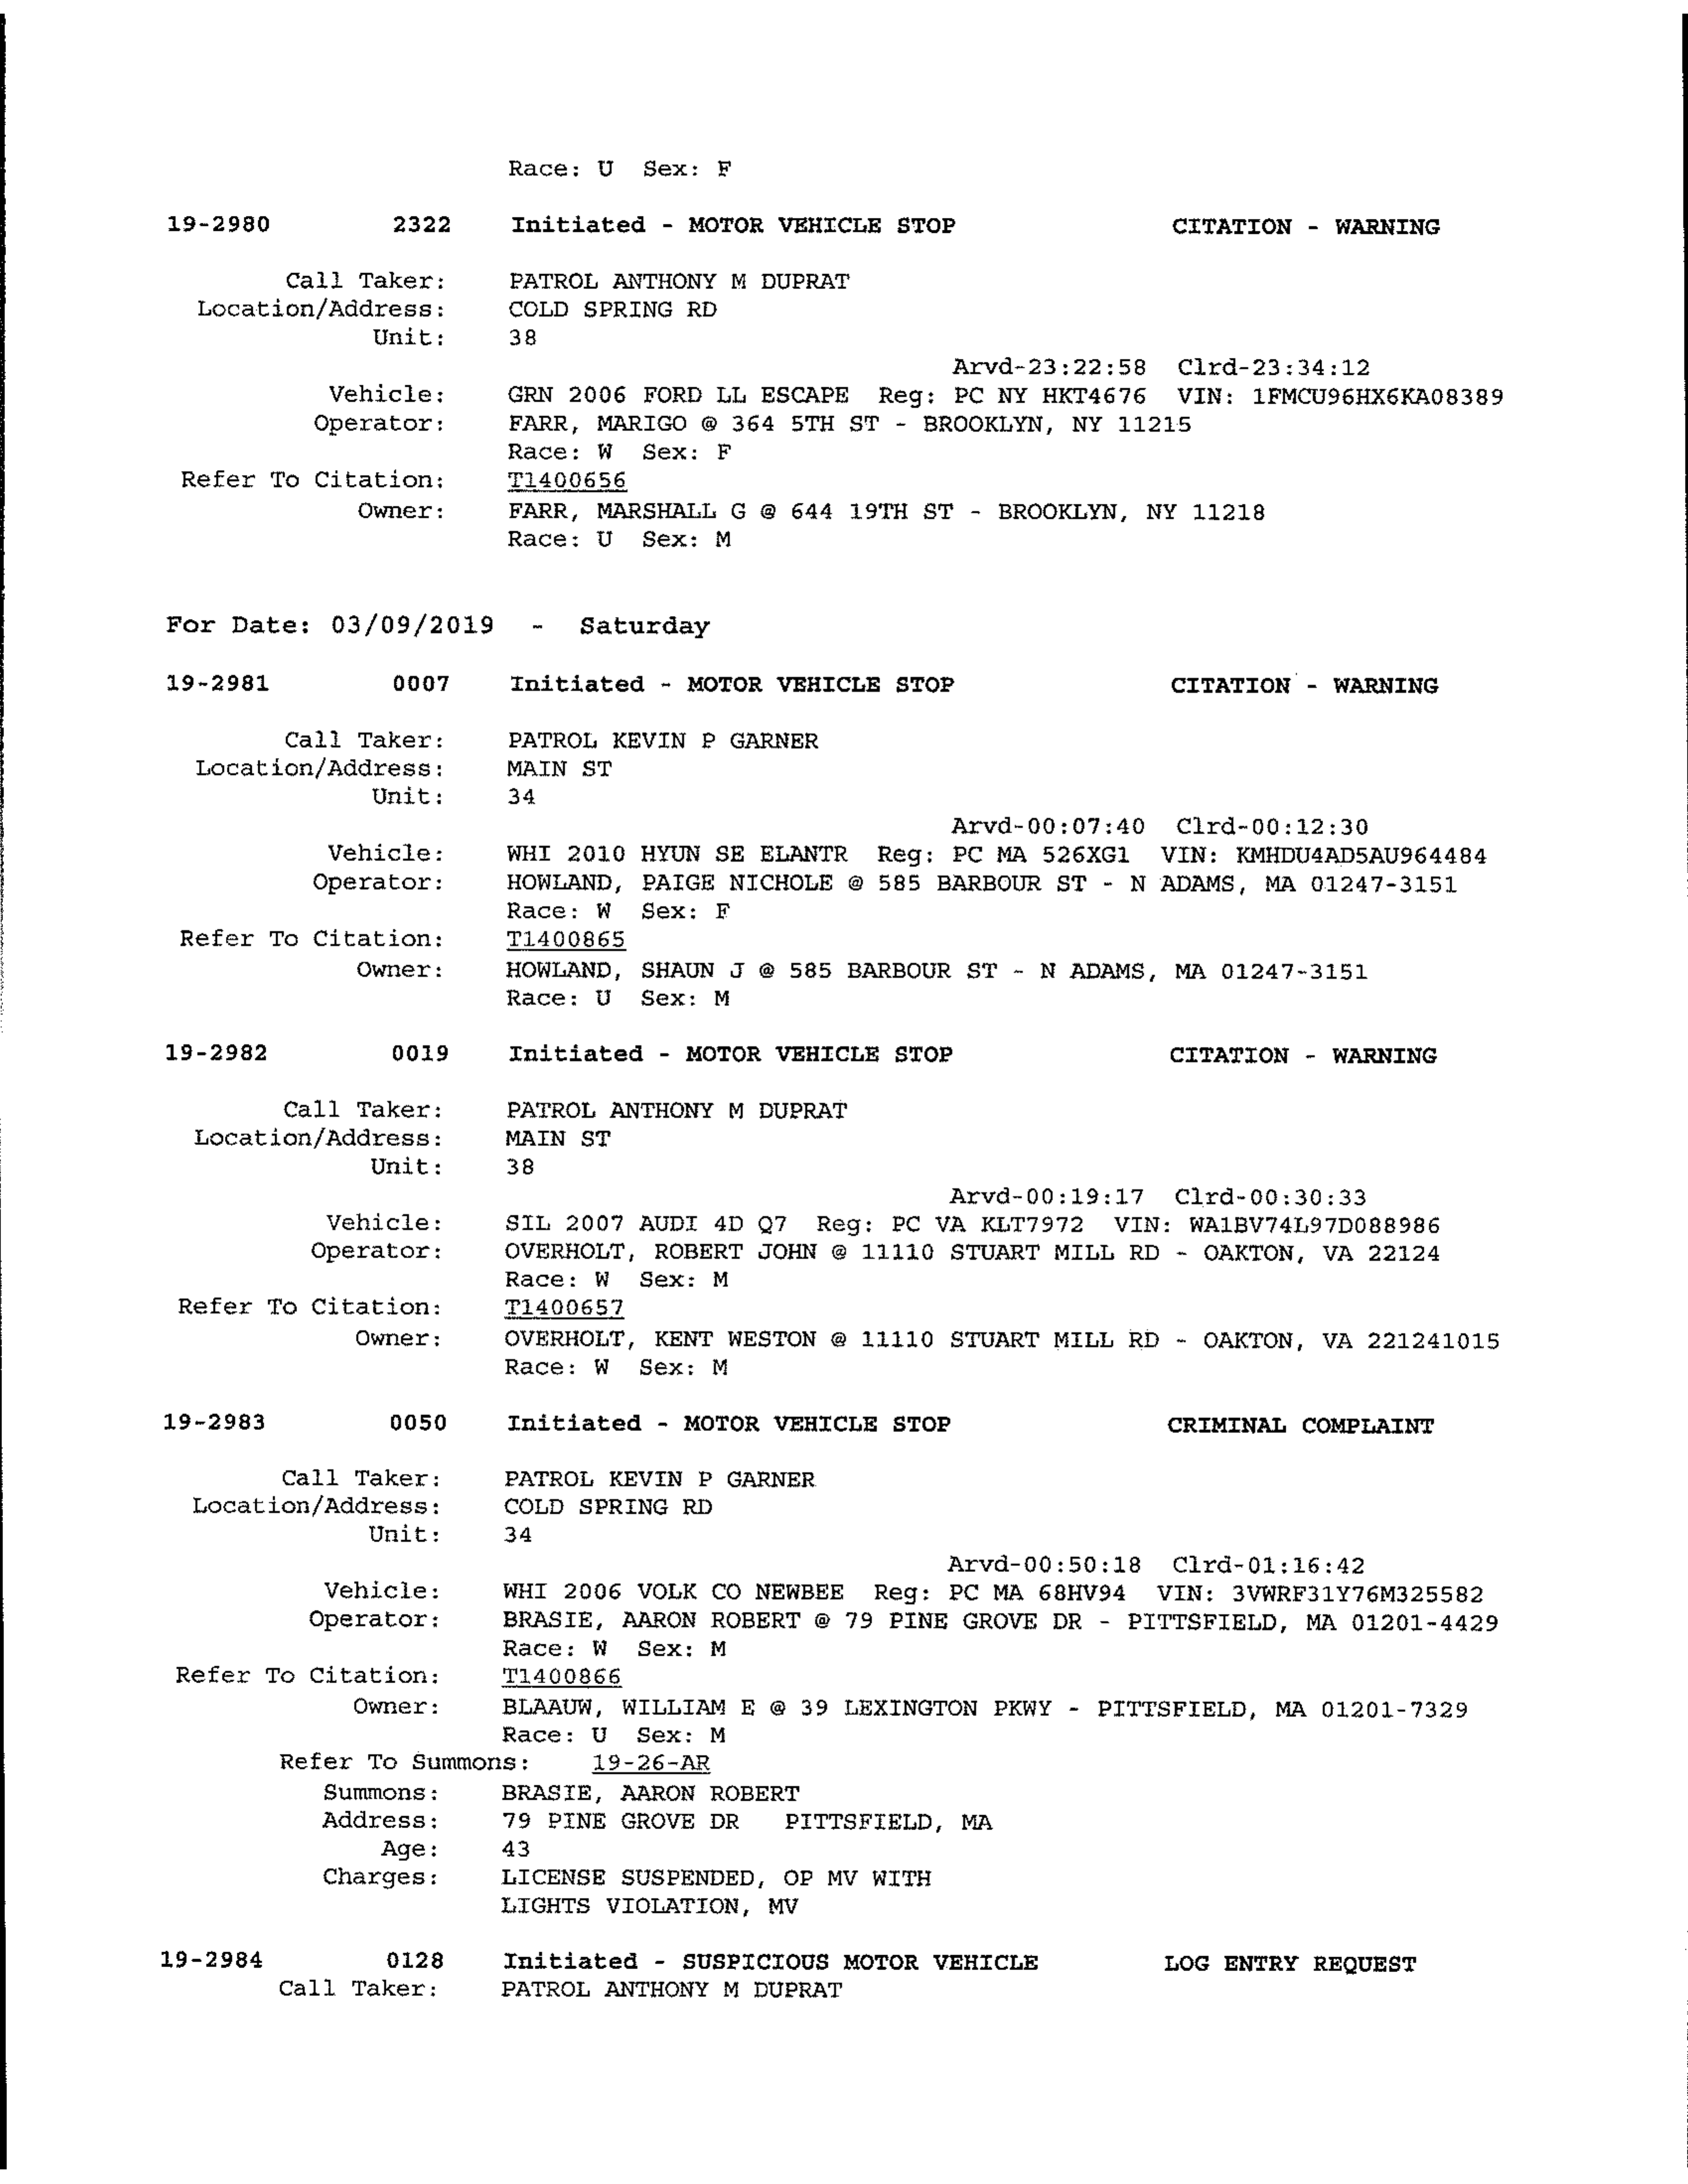 Race: U Sex: F
19-2980 2322 Initiated - MOTOR VEHICLE STOP CITATION - WARNING
Call Taker: PATROL ANTHONY M DUPRAT
Location/Address: COLD SPRING RD
Unit: 38
Arvd-23:22:58 Clrd-23:34:12
Vehicle: GRN 2006 FORD LL ESCAPE Reg: PC NY HKT4676 VIN: 1FMCU96HX6KA08389
Operator: FARR, MARIGO @ 364 5TH ST - BROOKLYN, NY 11215
Race: W Sex: F
Refer To Citation: T1400656
Owner: FARR, MARSHALL G @ 644 19TH ST - BROOKLYN, NY 11218
Race: U Sex: M
For Date: 03/09/2019 - Saturday
19-2981 0007 Initiated - MOTOR VEHICLE STOP CITATION - WARNING
Call Taker: PATROL KEVIN P GARNER
Location/Address: MAIN ST
Unit: 34
Arvd-00:07:40 Clrd-00:12:30
Vehicle: WHI 2010 HYUN SE ELANTR Reg: PC MA 526XG1 VIN: KMHDU4AD5AU964484
Operator: HOWLAND, PAIGE NICHOLE @ 585 BARBOUR ST - N ADAMS, MA 01247-3151
Race: W Sex: F
Refer To Citation: T1400865
Owner: HOWLAND, SHAUN J @ 585 BARBOUR ST - N ADAMS, MA 01247-3151
Race: U Sex: M
19-2982 0019 Initiated - MOTOR VEHICLE STOP CITATION - WARNING
Call Taker: PATROL ANTHONY M DUPRAT
Location/Address: MAIN ST
Unit: 38
Arvd-00:19:17 Clrd-00:30:33
Vehicle: SIL 2007 AUDI 4D Q7 Reg: PC VA KLT7972 VIN: WA1BV74L97D088986
Operator: OVERHOLT, ROBERT JOHN @ 11110 STUART MILL RD - OAKTON, VA 22124
Race: W Sex: M
Refer To Citation: T1400657
Owner: OVERHOLT, KENT WESTON @ 11110 STUART MILL RD - OAKTON, VA 221241015
Race: W Sex: M
19-2983 0050 Initiated - MOTOR VEHICLE STOP CRIMINAL COMPLAINT
Call Taker: PATROL KEVIN P GARNER
Location/Address: COLD SPRING RD
Unit: 34
Arvd-00:50:18 Clrd-01:16:42
Vehicle: WHI 2006 VOLK CO NEWBEE Reg: PC MA 68HV94 VIN: 3VWRF31Y76M325582
Operator: BRASIE, AARON ROBERT @ 79 PINE GROVE DR - PITTSFIELD, MA 01201-4429
Race: W Sex: M
Refer To Citation: T1400866
Owner: BLAAUW, WILLIAM E @ 39 LEXINGTON PKWY - PITTSFIELD, MA 01201-7329
Race: U Sex: M
Refer To Summons: 19-26-AR
Summons: BRASIE, AARON ROBERT
Address: 79 PINE GROVE DR PITTSFIELD, MA
Age: 43
Charges: LICENSE SUSPENDED, OP MV WITH
LIGHTS VIOLATION, MV
19-2984 0128 Initiated - SUSPICIOUS MOTOR VEHICLE LOG ENTRY REQUEST
Call Taker: PATROL ANTHONY M DUPRAT